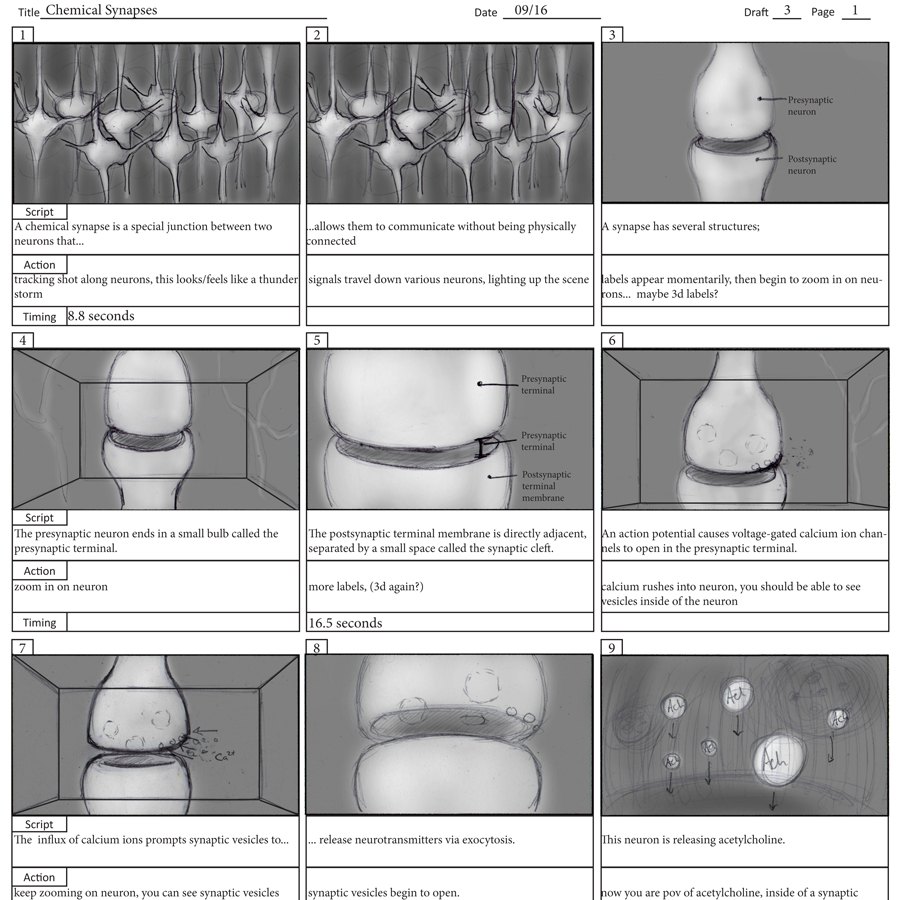 Title Chemical Synapses Date 09/16 Draft 3 Page 1
1 2 3
Presynaptic
neuron
Postsynaptic
neuron
Script
A chemical synapse is a special junction between two
neurons that...
...allows them to communicate without being physically
connected
A synapse has several structures;
Action
tracking shot along neurons, this looks/feels like a thunder
storm
signals travel down various neurons, lighting up the scene
labels appear momentarily, then begin to zoom in on neu-
rons... maybe 3d labels?
Timing 8.8 seconds
4 5 6
Presynaptic
terminal
Presynaptic
terminal
Postsynaptic
terminal
membrane
Script
The presynaptic neuron ends in a small bulb called the
presynaptic terminal.
The postsynaptic terminal membrane is directly adjacent,
separated by a small space called the synaptic cleft.
An action potential causes voltage-gated calcium ion chan-
nels to open in the presynaptic terminal.
Action
zoom in on neuron
more labels, (3d again?)
calcium rushes into neuron, you should be able to see
vesicles inside of the neuron
Timing
16.5 seconds
7 8 9
Ca2+
Ach
Ach
Ach
Ach
Ach
Ach
Script
The influx of calcium ions prompts synaptic vesicles to...
... release neurotransmitters via exocytosis.
This neuron is releasing acetylcholine.
Action
keep zooming on neuron, you can see synaptic vesicles
synaptic vesicles begin to open.
now you are pov of acetylcholine, inside of a synaptic